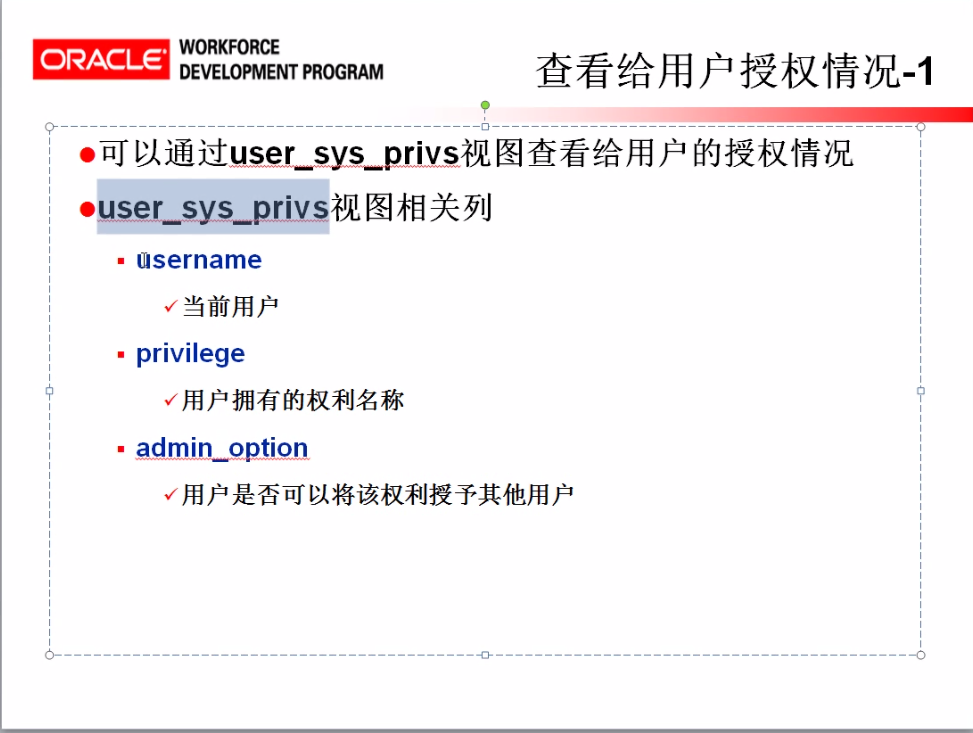 ORACLE WORKFORCE
DEVELOPMENT PROGRAM
查看给用户授权情况-1
可以通过user_sys_privs视图查看给用户的授权情况
user_sys_privs视图相关列
username
当前用户
privilege
用户拥有的权利名称
admin_option
用户是否可以将该权利授予其他用户